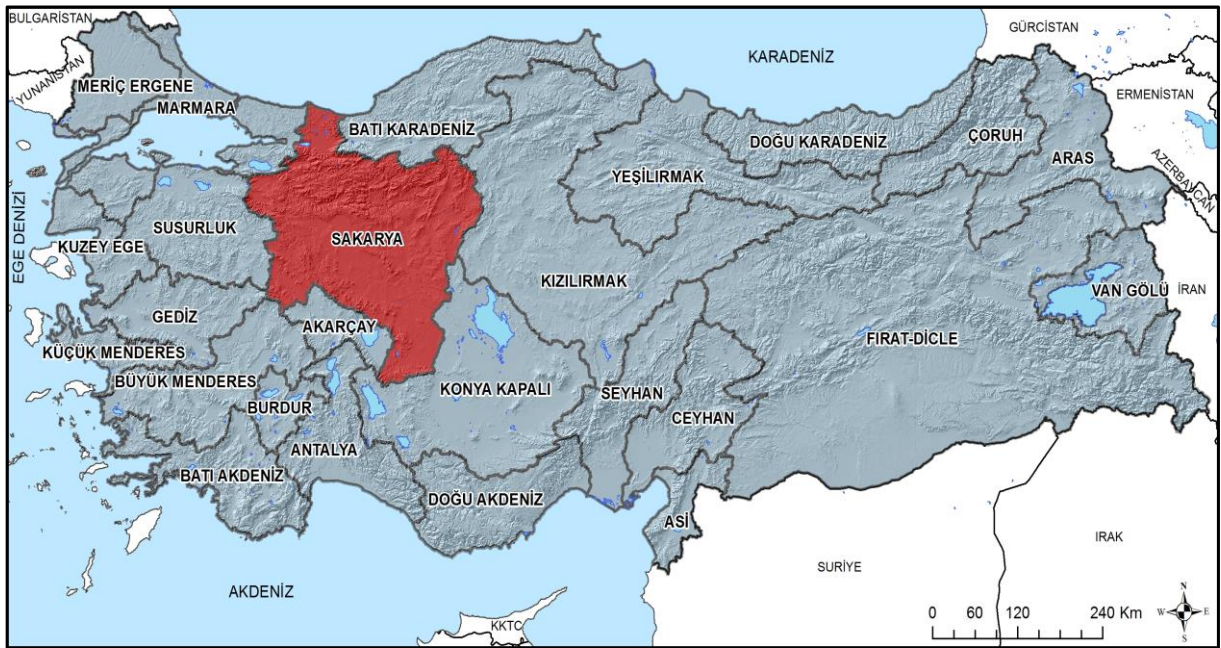 BULGARİSTAN
GÜRCİSTAN
KARADENİZ
YUNANİSTAN
MERİÇ ERGENE
ERMENİSTAN
MARMARA
BATI KARADENİZ
DOĞU KARADENİZ
ÇORUH
ARAS
AZERBAYCAN
YEŞİLIRMAK
EGE DENİZİ
SUSURLUK
SAKARYA
KUZEY EGE
KIZILIRMAK
VAN GÖLÜ
İRAN
GEDİZ
AKARÇAY
FIRAT-DİCLE
KÜÇÜK MENDERES
BÜYÜK MENDERES
KONYA KAPALI
SEYHAN
BURDUR
CEYHAN
ANTALYA
BATI AKDENİZ
DOĞU AKDENİZ
ASİ
IRAK
SURİYE
AKDENİZ
KKTC
N
W E
S
0 60 120 240 Km